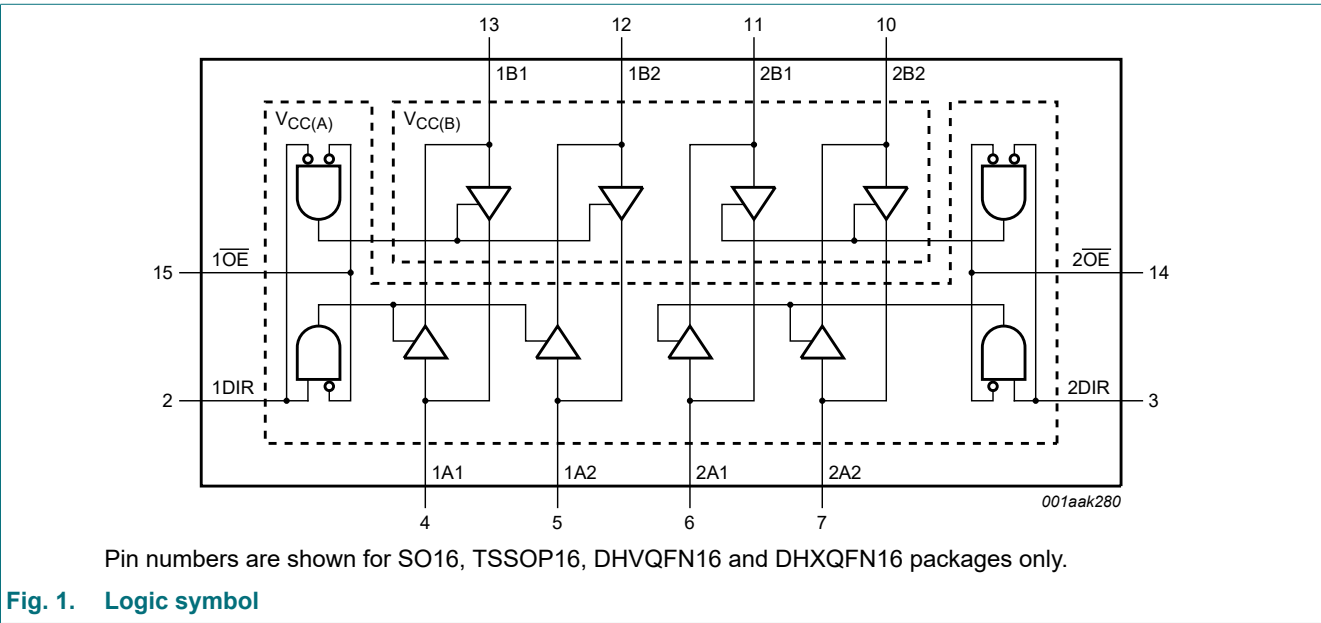 13 12 11 10
1B1 1B2 2B1 2B2
VCC(A) VCC(B)
15 1OE 2OE 14
2 1DIR 2DIR 3
1A1 1A2 2A1 2A2
001aak280
4 5 6 7
Pin numbers are shown for SO16, TSSOP16, DHVQFN16 and DHXQFN16 packages only.
Fig. 1. Logic symbol